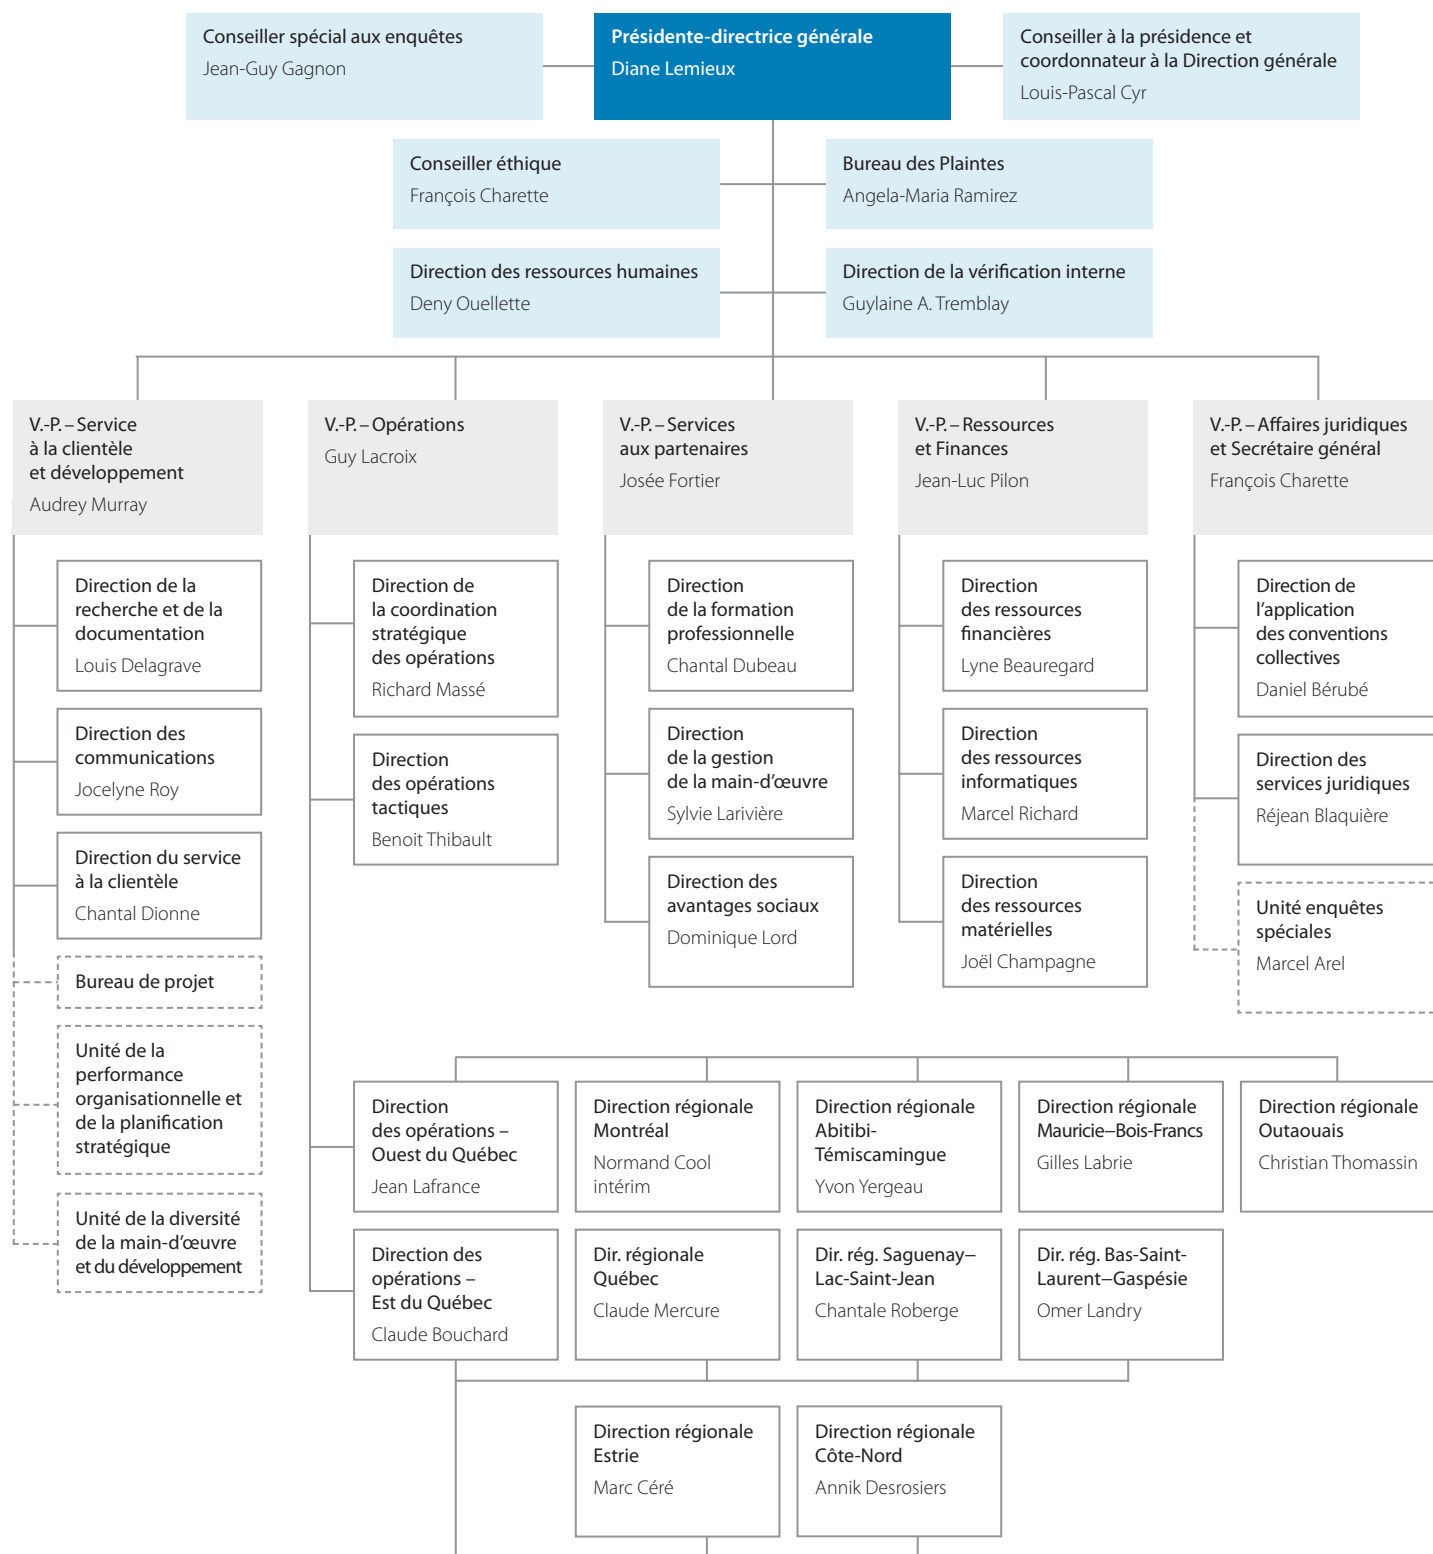 Conseiller spécial aux enquêtes
Jean-Guy Gagnon
Présidente-directrice générale
Diane Lemieux
Conseiller à la présidence et
coordonnateur à la Direction générale
Louis-Pascal Cyr
Conseiller éthique
François Charette
Bureau des Plaintes
Angela-Maria Ramirez
Direction des ressources humaines
Deny Ouellette
Direction de la vérification interne
Guylaine A. Tremblay
V.-P. – Service
à la clientèle
et développement
Audrey Murray
V.-P. – Opérations
Guy Lacroix
V.-P. – Services
aux partenaires
Josée Fortier
V.-P. – Ressources
et Finances
Jean-Luc Pilon
V.-P. – Affaires juridiques
et Secrétaire général
François Charette
Direction de la
recherche et de la
documentation
Louis Delagrave
Direction des
communications
Jocelyne Roy
Direction du service
à la clientèle
Chantal Dionne
Bureau de projet
Unité de la
performance
organisationnelle et
de la planification
stratégique
Unité de la diversité
de la main-d'œuvre
et du développement
Direction de
la coordination
stratégique
des opérations
Richard Massé
Direction
des opérations
tactiques
Benoit Thibault
Direction
de la formation
professionnelle
Chantal Dubeau
Direction
de la gestion
de la main-d'œuvre
Sylvie Larivière
Direction des
avantages sociaux
Dominique Lord
Direction
des ressources
financières
Lyne Beauregard
Direction
des ressources
informatiques
Marcel Richard
Direction
des ressources
matérielles
Joël Champagne
Direction de
l'application
des conventions
collectives
Daniel Bérubé
Direction des
services juridiques
Réjean Blaquière
Unité enquêtes
spéciales
Marcel Arel
Direction
des opérations –
Ouest du Québec
Jean Lafrance
Direction régionale
Montréal
Normand Cool
intérim
Direction régionale
Abitibi-
Témiscamingue
Yvon Yergeau
Direction régionale
Mauricie–Bois-Francs
Gilles Labrie
Direction régionale
Outaouais
Christian Thomassin
Direction des
opérations –
Est du Québec
Claude Bouchard
Dir. régionale
Québec
Claude Mercure
Dir. rég. Saguenay–
Lac-Saint-Jean
Chantale Roberge
Dir. rég. Bas-Saint-
Laurent–Gaspésie
Omer Landry
Direction régionale
Estrie
Marc Céré
Direction régionale
Côte-Nord
Annik Desrosiers